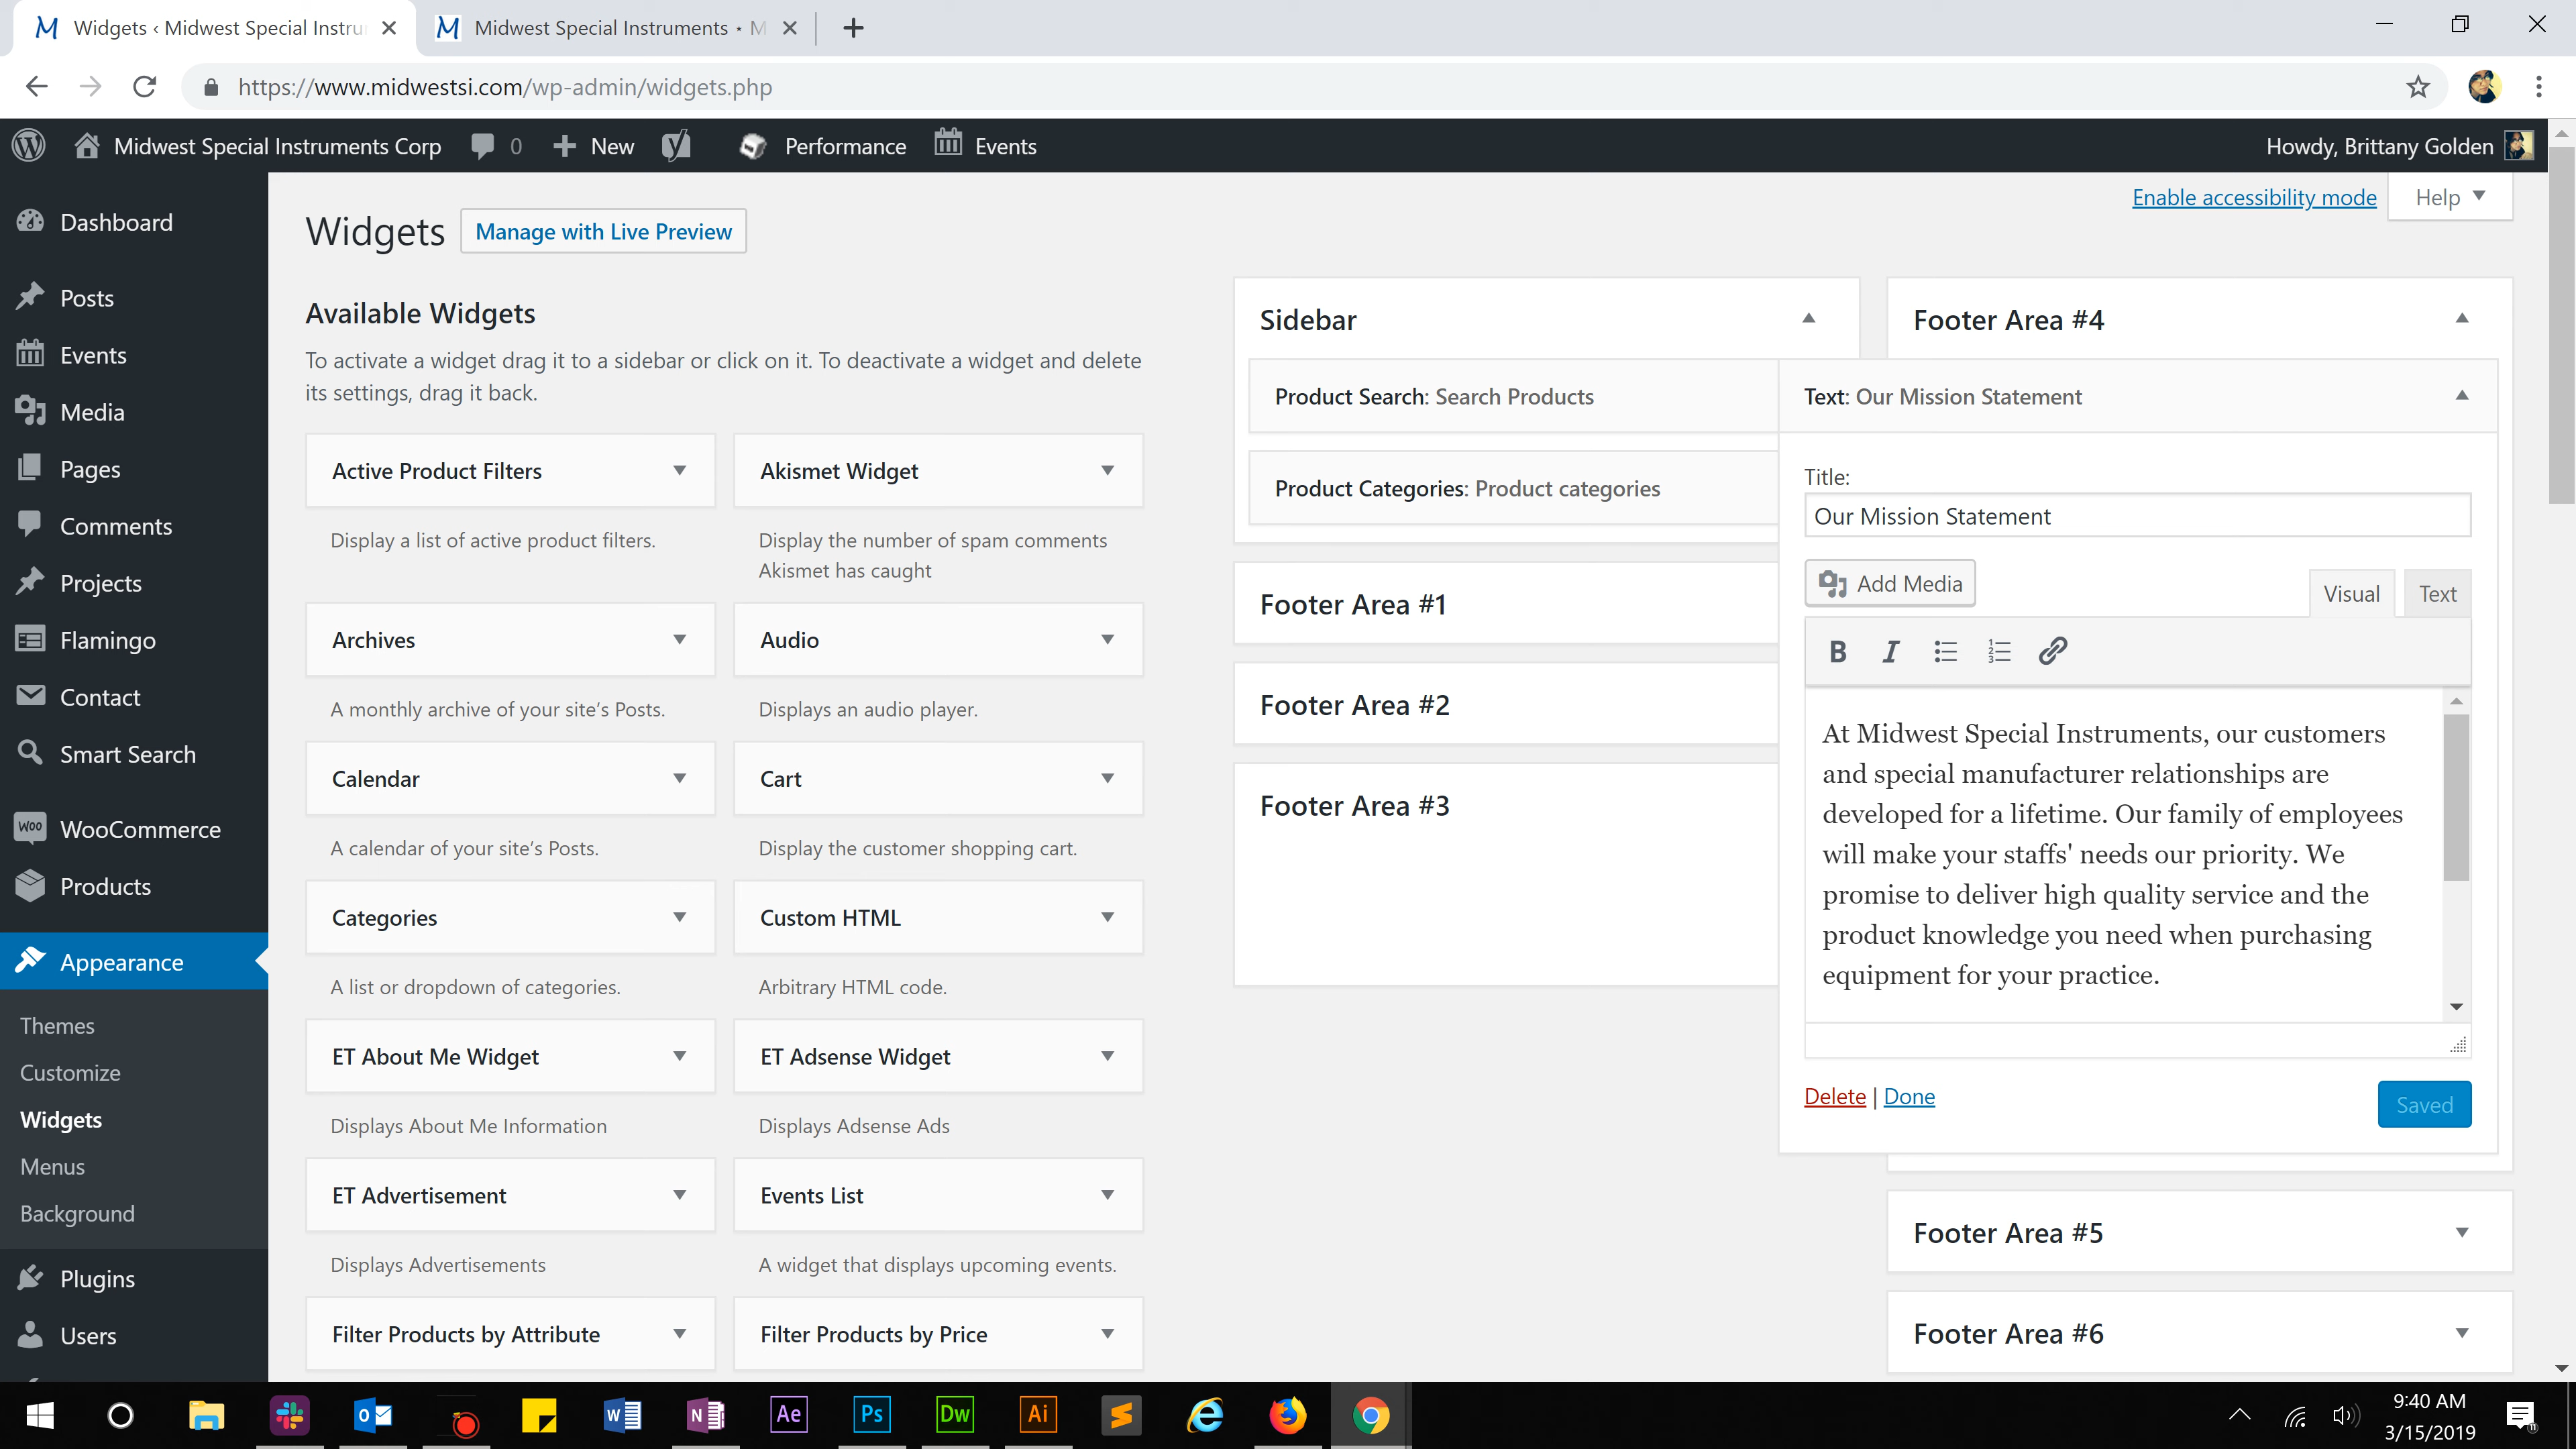 Widgets ‹ Midwest Special Instru
Midwest Special Instruments ⋆ M
https://www.midwestsi.com/wp-admin/widgets.php
Midwest Special Instruments Corp
0
New
Performance
Events
Howdy, Brittany Golden
Dashboard
Posts
Events
Media
Pages
Comments
Projects
Flamingo
Contact
Smart Search
WOO
WooCommerce
Products
Appearance
Themes
Customize
Widgets
Menus
Background
Plugins
Users
Widgets
Manage with Live Preview
Enable accessibility mode
Help
Available Widgets
To activate a widget drag it to a sidebar or click on it. To deactivate a widget and delete
its settings, drag it back.
Active Product Filters
Display a list of active product filters.
Akismet Widget
Display the number of spam comments
Akismet has caught
Archives
A monthly archive of your site’s Posts.
Audio
Displays an audio player.
Calendar
A calendar of your site’s Posts.
Cart
Display the customer shopping cart.
Categories
A list or dropdown of categories.
Custom HTML
Arbitrary HTML code.
ET About Me Widget
Displays About Me Information
ET Adsense Widget
Displays Adsense Ads
ET Advertisement
Displays Advertisements
Events List
A widget that displays upcoming events.
Filter Products by Attribute
Filter Products by Price
Sidebar
Product Search: Search Products
Product Categories: Product categories
Footer Area #1
Footer Area #2
Footer Area #3
Footer Area #4
Text: Our Mission Statement
Title:
Our Mission Statement
Add Media
Visual
Text
B
I
At Midwest Special Instruments, our customers
and special manufacturer relationships are
developed for a lifetime. Our family of employees
will make your staffs' needs our priority. We
promise to deliver high quality service and the
product knowledge you need when purchasing
equipment for your practice.
Delete | Done
Saved
Footer Area #5
Footer Area #6
Ae
Ps
Dw
Ai
9:40 AM
3/15/2019